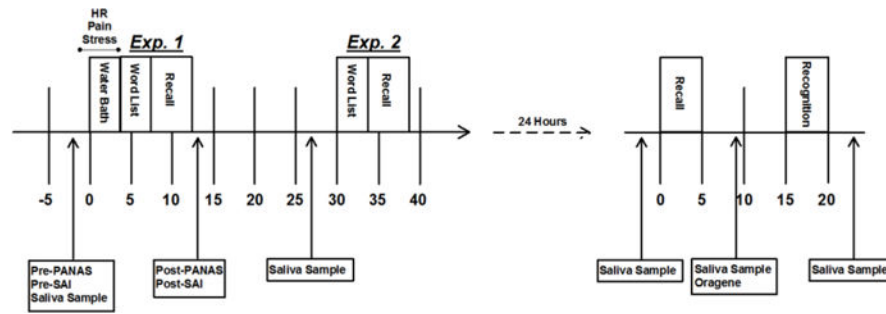 HR
Pain
Stress
Exp. 1
Exp. 2
Water Bath
Word List
Recall
Word List
Recall
24 Hours
Recall
Recognition
-5 0 5 10 15 20 25 30 35 40
0 5 10 15 20
Pre-PANAS
Pre-SAI
Saliva Sample
Post-PANAS
Post-SAI
Saliva Sample
Saliva Sample
Saliva Sample
Oragene
Saliva Sample